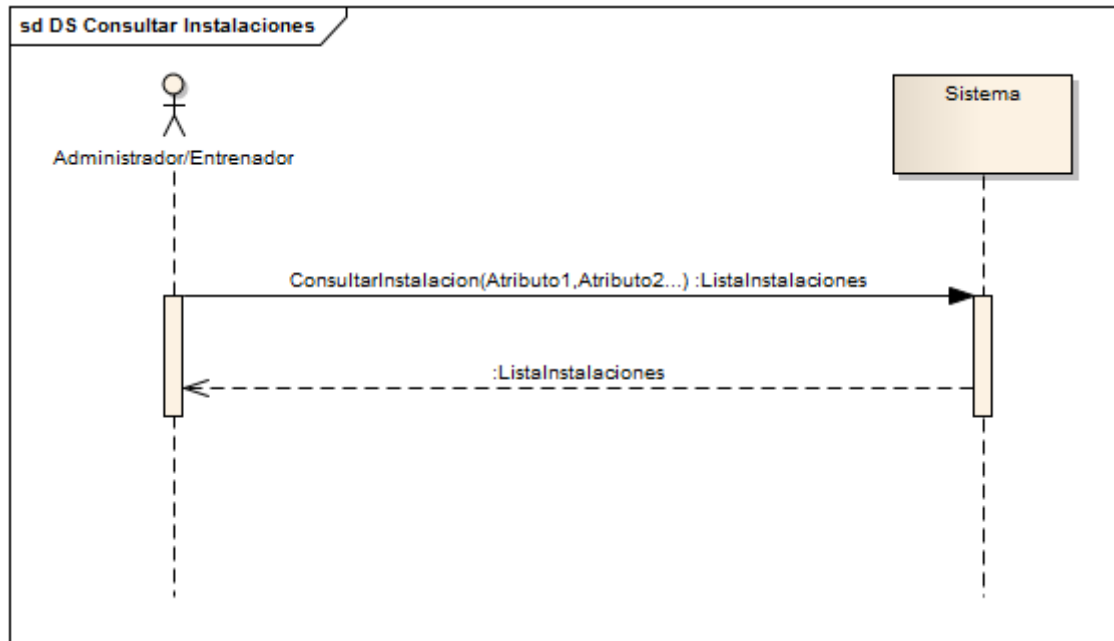 sd DS Consultar Instalaciones
Sistema
Administrador/Entrenador
ConsultarInstalacion(Atributo1,Atributo2...) :ListaInstalaciones
:ListaInstalaciones